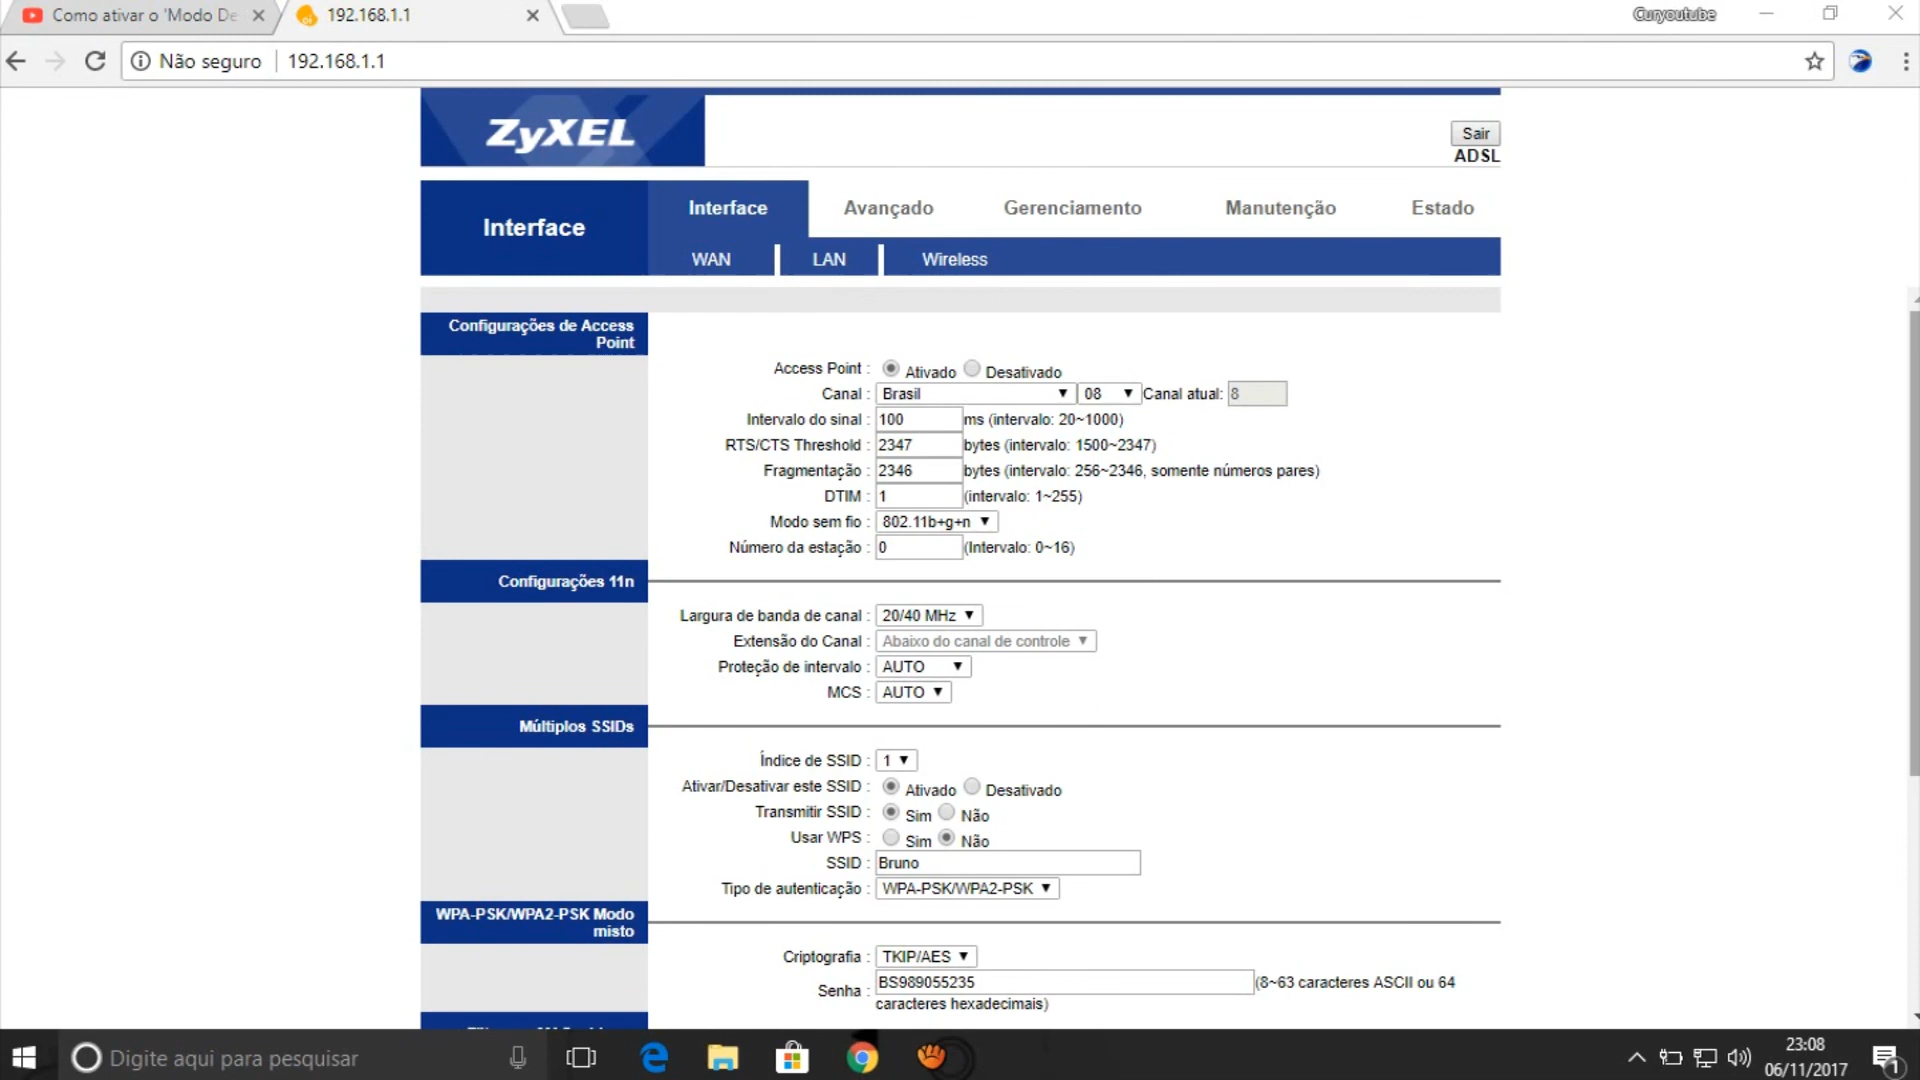 Como ativar o 'Modo De
192.168.1.1
Curyoutube
Não seguro
192.168.1.1
ZyXEL
Sair
ADSL
Interface
Interface
Avançado
Gerenciamento
Manutenção
Estado
WAN
LAN
Wireless
Configurações de Access
Point
Access Point : Ativado Desativado
Canal : Brasil 08 Canal atual: 8
Intervalo do sinal : 100 ms (intervalo: 20~1000)
RTS/CTS Threshold : 2347 bytes (intervalo: 1500~2347)
Fragmentação : 2346 bytes (intervalo: 256~2346, somente números pares)
DTIM : 1 (intervalo: 1~255)
Modo sem fio : 802.11b+g+n
Número da estação : 0 (Intervalo: 0~16)
Configurações 11n
Largura de banda de canal : 20/40 MHz
Extensão do Canal : Abaixo do canal de controle
Proteção de intervalo : AUTO
MCS : AUTO
Múltiplos SSIDs
Índice de SSID : 1
Ativar/Desativar este SSID : Ativado Desativado
Transmitir SSID : Sim Não
Usar WPS : Sim Não
SSID : Bruno
Tipo de autenticação : WPA-PSK/WPA2-PSK
WPA-PSK/WPA2-PSK Modo
misto
Criptografia : TKIP/AES
Senha : BS989055235 (8~63 caracteres ASCII ou 64
caracteres hexadecimais)
Digite aqui para pesquisar
23:08
06/11/2017
1